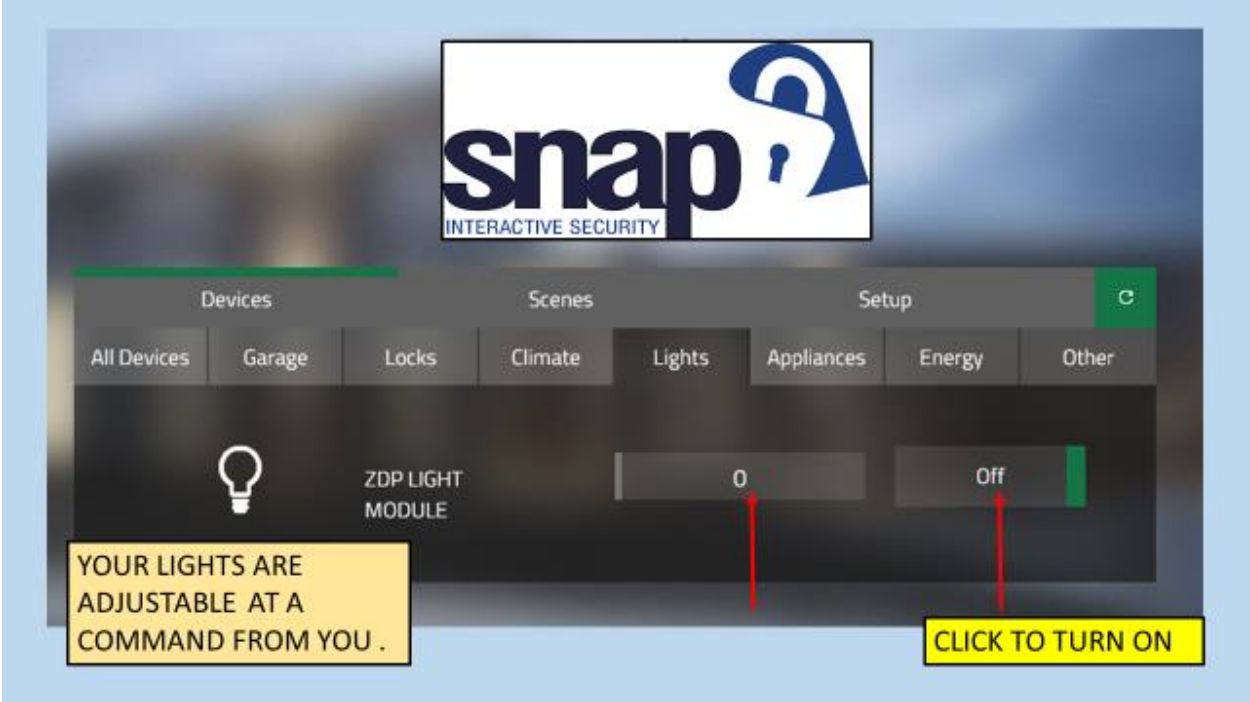 snap
INTERACTIVE SECURITY
Devices Scenes Setup
All Devices Garage Locks Climate Lights Appliances Energy Other
ZDP LIGHT
MODULE
0
Off
YOUR LIGHTS ARE
ADJUSTABLE AT A
COMMAND FROM YOU .
CLICK TO TURN ON